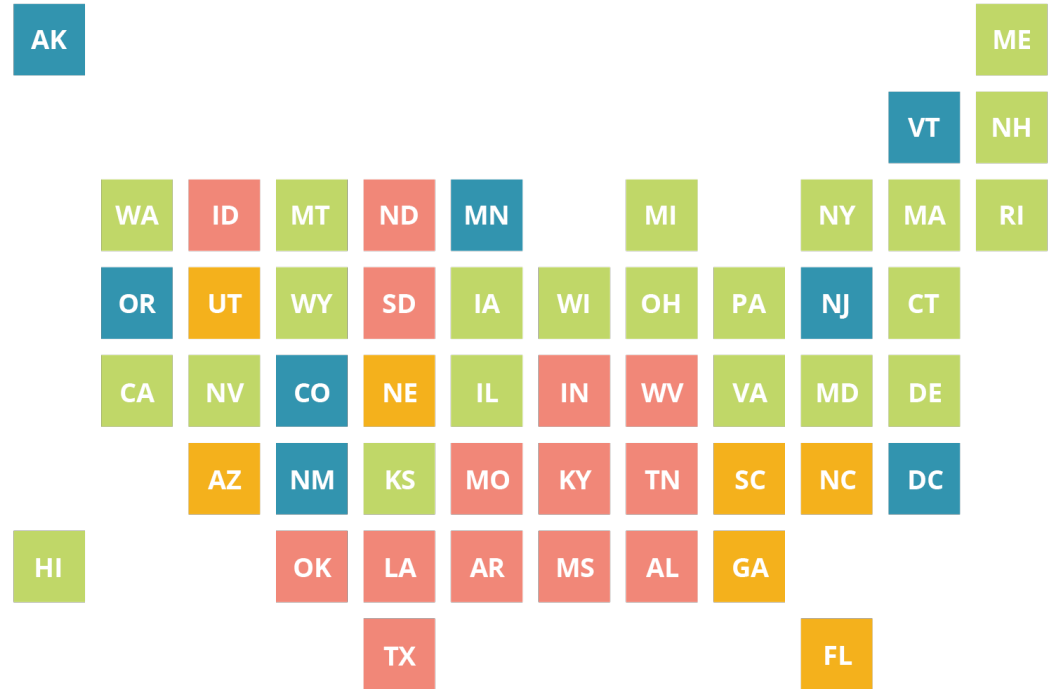 AK ME
VT NH
WA ID MT ND MN MI NY MA RI
OR UT WY SD IA WI OH PA NJ CT
CA NV CO NE IL IN WV VA MD DE
AZ NM KS MO KY TN SC NC DC
HI OK LA AR MS AL GA
TX FL